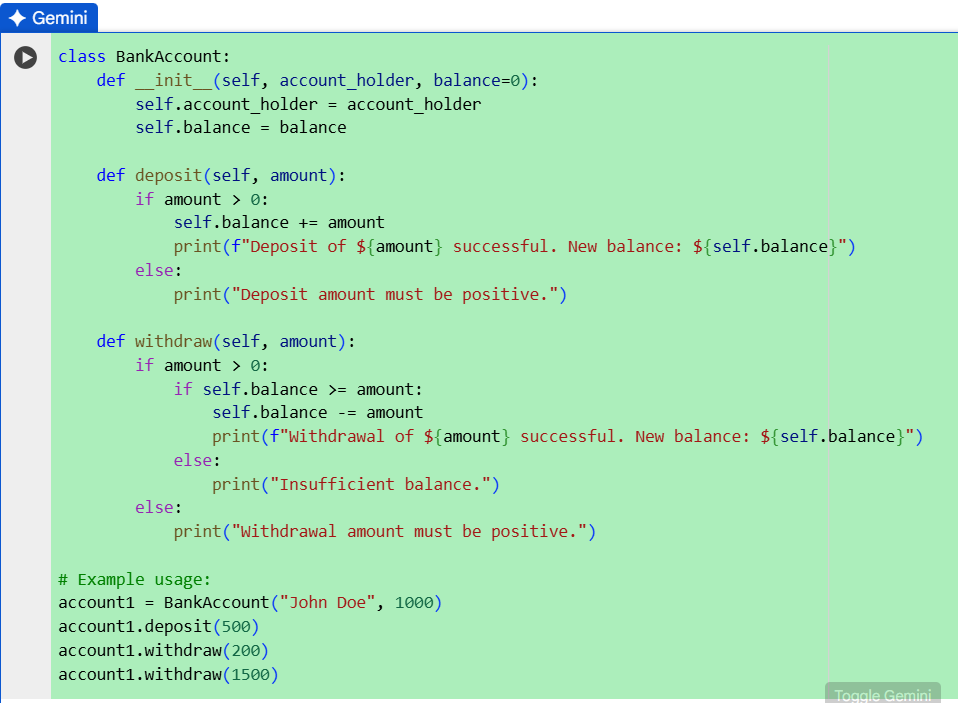 Gemini
class BankAccount:
    def __init__(self, account_holder, balance=0):
        self.account_holder = account_holder
        self.balance = balance

    def deposit(self, amount):
        if amount > 0:
            self.balance += amount
            print(f"Deposit of ${amount} successful. New balance: ${self.balance}")
        else:
            print("Deposit amount must be positive.")

    def withdraw(self, amount):
        if amount > 0:
            if self.balance >= amount:
                self.balance -= amount
                print(f"Withdrawal of ${amount} successful. New balance: ${self.balance}")
            else:
                print("Insufficient balance.")
        else:
            print("Withdrawal amount must be positive.")

# Example usage:
account1 = BankAccount("John Doe", 1000)
account1.deposit(500)
account1.withdraw(200)
account1.withdraw(1500)
Toggle Gemini